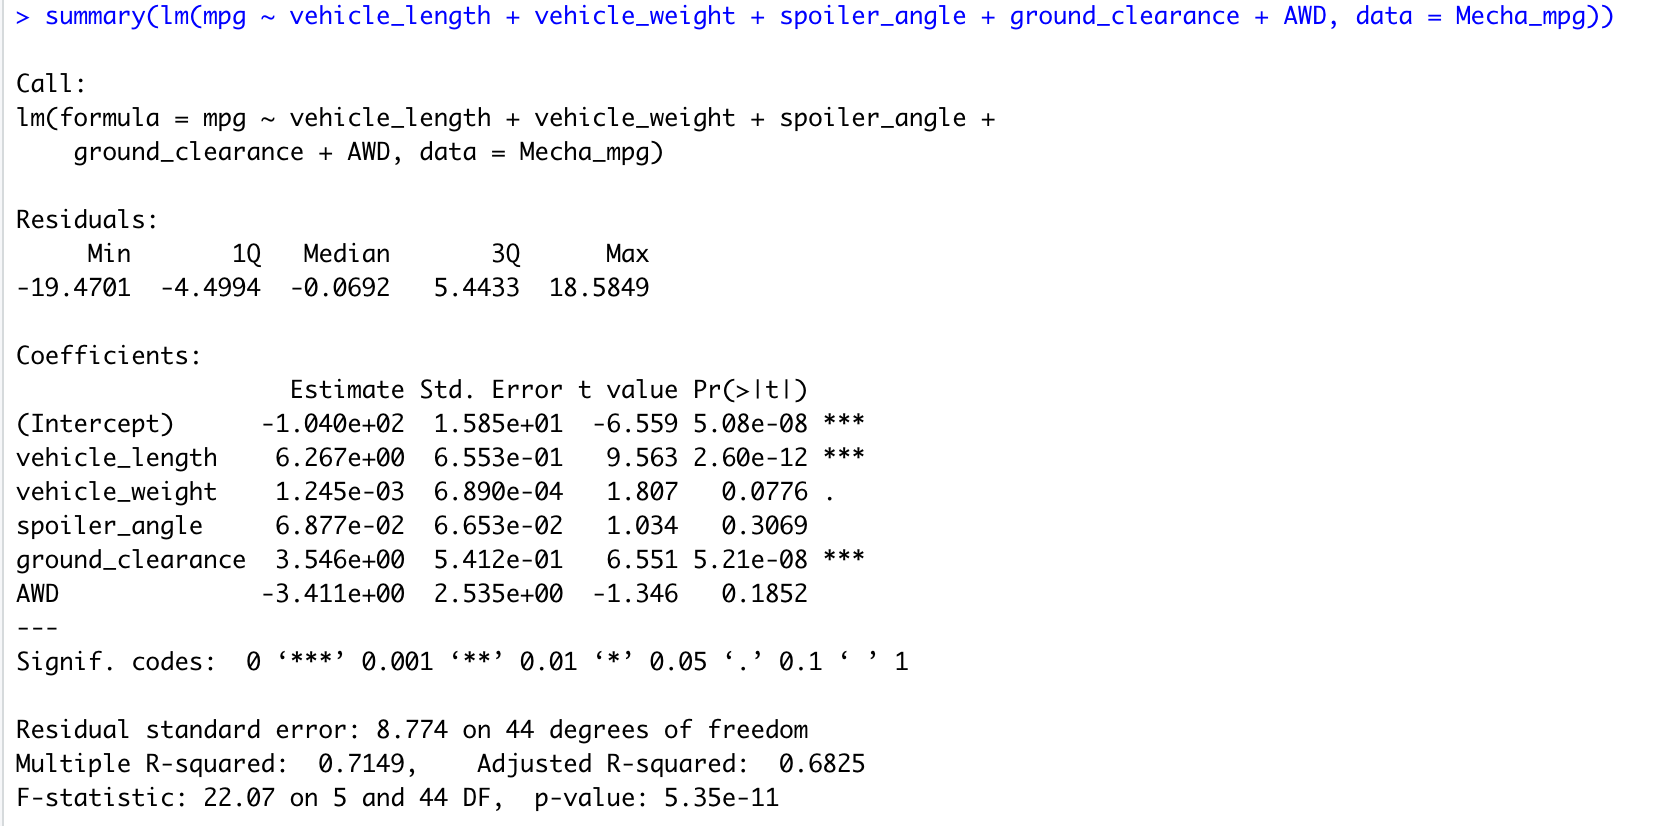 > summary(lm(mpg ~ vehicle_length + vehicle_weight + spoiler_angle + ground_clearance + AWD, data = Mecha_mpg))
Call:
lm(formula = mpg ~ vehicle_length + vehicle_weight + spoiler_angle +
    ground_clearance + AWD, data = Mecha_mpg)
Residuals:
     Min       1Q   Median       3Q      Max
-19.4701  -4.4994  -0.0692   5.4433  18.5849
Coefficients:
                   Estimate Std. Error t value Pr(>|t|)
(Intercept)      -1.040e+02  1.585e+01  -6.559 5.08e-08 ***
vehicle_length    6.267e+00  6.553e-01   9.563 2.60e-12 ***
vehicle_weight    1.245e-03  6.890e-04   1.807   0.0776 .
spoiler_angle     6.877e-02  6.653e-02   1.034   0.3069
ground_clearance  3.546e+00  5.412e-01   6.551 5.21e-08 ***
AWD              -3.411e+00  2.535e+00  -1.346   0.1852
---
Signif. codes:  0 ‘***’ 0.001 ‘**’ 0.01 ‘*’ 0.05 ‘.’ 0.1 ‘ ’ 1
Residual standard error: 8.774 on 44 degrees of freedom
Multiple R-squared:  0.7149,    Adjusted R-squared:  0.6825
F-statistic: 22.07 on 5 and 44 DF,  p-value: 5.35e-11